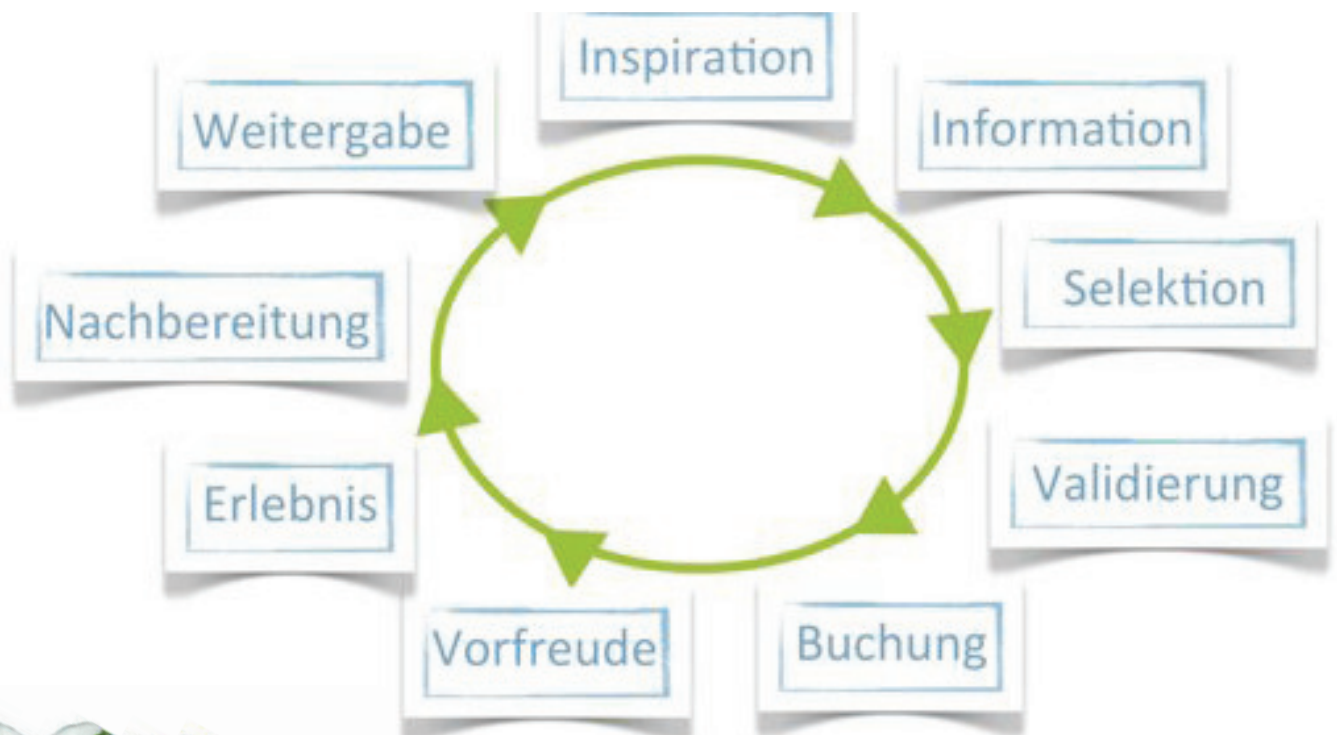 Inspiration
Information
Selektion
Validierung
Buchung
Vorfreude
Erlebnis
Nachbereitung
Weitergabe